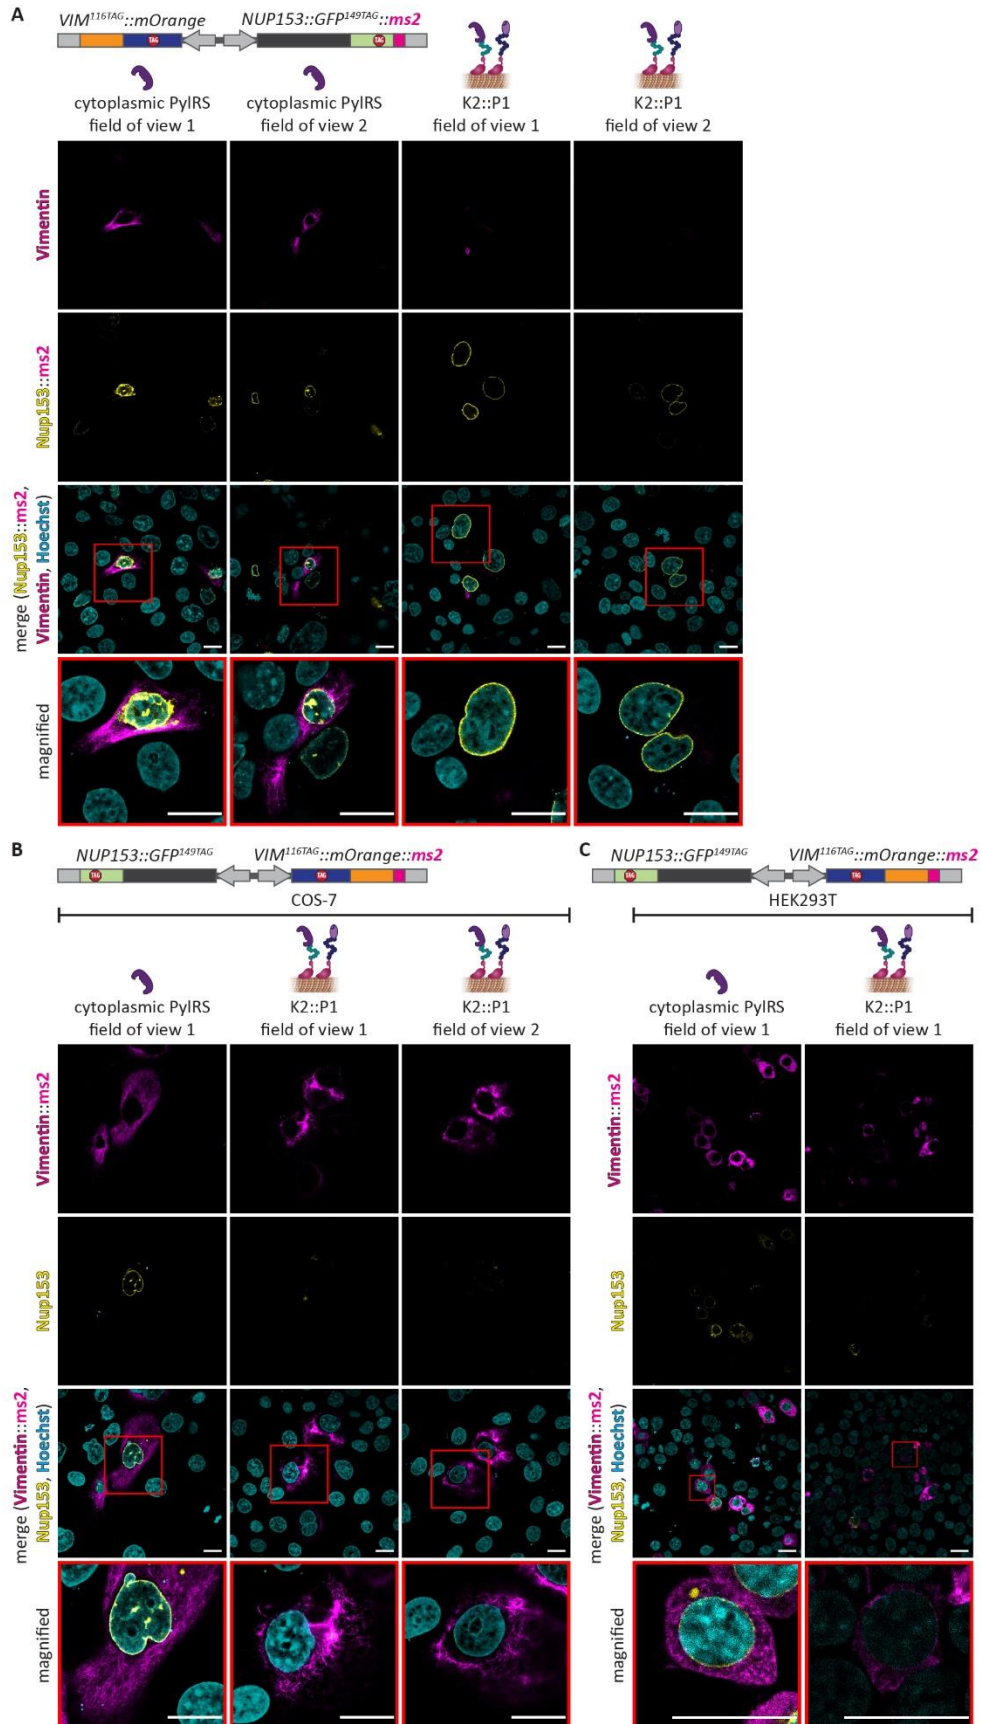 A
VIM116TAG::mOrange NUP153::GFP149TAG::ms2
TAG TAG
cytoplasmic PylRS cytoplasmic PylRS K2::P1 K2::P1
field of view 1 field of view 2 field of view 1 field of view 2
Vimentin
Nup153::ms2
merge (Nup153::ms2,
Vimentin, Hoechst)
magnified
B
NUP153::GFP149TAG VIM116TAG::mOrange::ms2
TAG TAG
COS-7
cytoplasmic PylRS K2::P1 K2::P1
field of view 1 field of view 1 field of view 2
Vimentin::ms2
Nup153
merge (Vimentin::ms2,
Nup153, Hoechst)
magnified
C
NUP153::GFP149TAG VIM116TAG::mOrange::ms2
TAG TAG
HEK293T
cytoplasmic PylRS K2::P1
field of view 1 field of view 1
Vimentin::ms2
Nup153
merge (Vimentin::ms2,
Nup153, Hoechst)
magnified